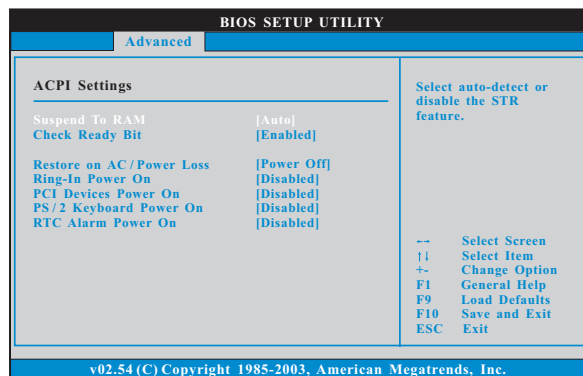 BIOS SETUP UTILITY
Advanced
ACPI Settings
Suspend To RAM [Auto]
Check Ready Bit [Enabled]
Restore on AC / Power Loss [Power Off]
Ring-In Power On [Disabled]
PCI Devices Power On [Disabled]
PS / 2 Keyboard Power On [Disabled]
RTC Alarm Power On [Disabled]
Select auto-detect or
disable the STR
feature.
←→ Select Screen
↑↓ Select Item
+- Change Option
F1 General Help
F9 Load Defaults
F10 Save and Exit
ESC Exit
v02.54 (C) Copyright 1985-2003, American Megatrends, Inc.